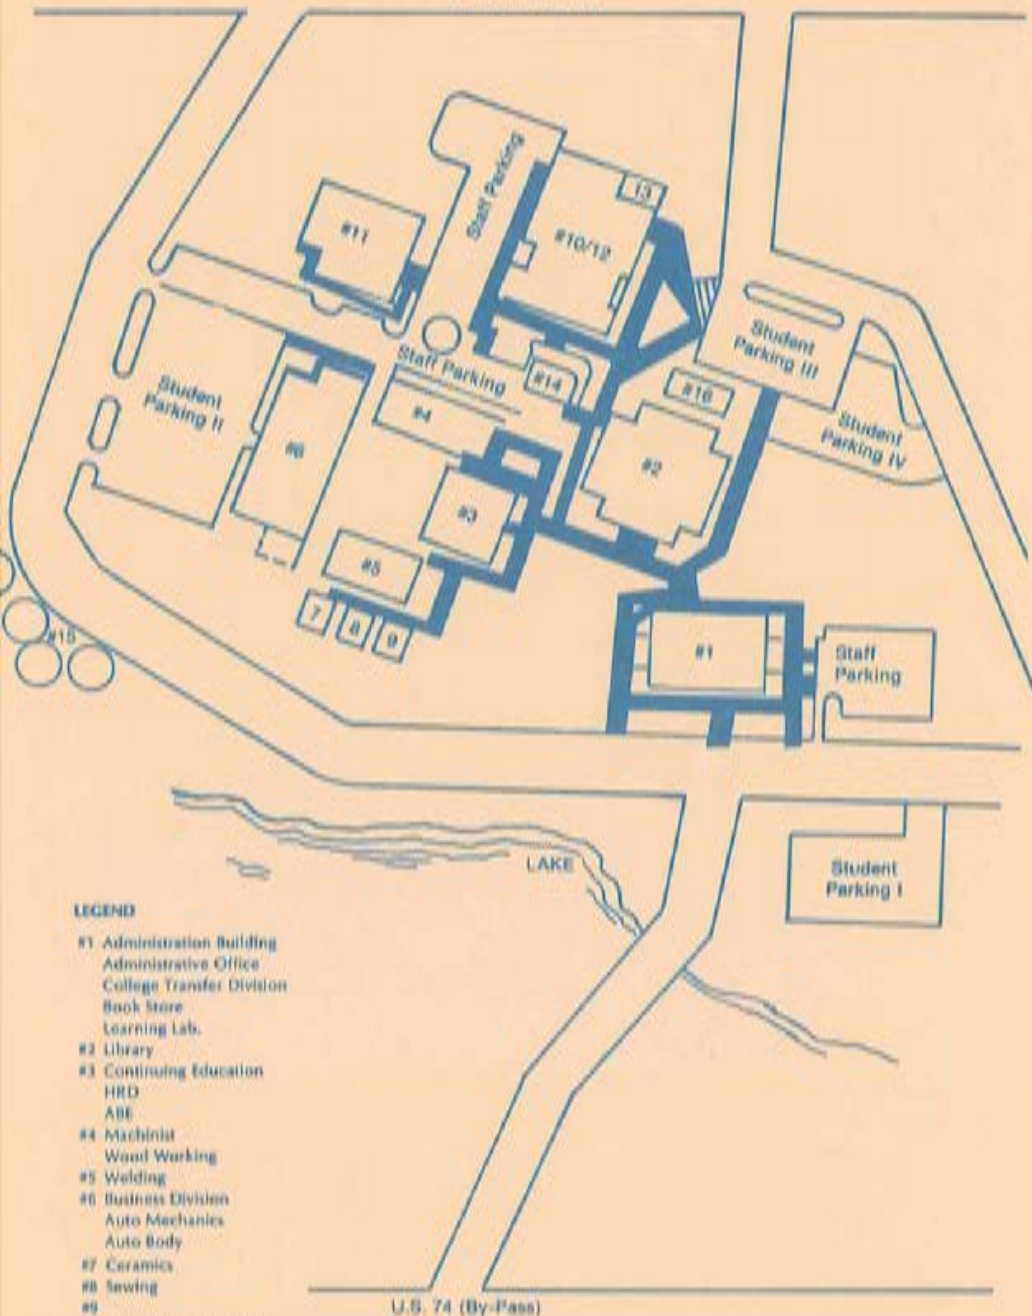 Staff Parking
13
#11
#10/12
Student
Parking III
Staff Parking
#14
#16
Student
Parking II
#4
Student
Parking IV
#6
#2
#3
#5
7
8
9
#15
#1
Staff
Parking
LAKE
Student
Parking I
LEGEND
#1 Administration Building
Administrative Office
College Transfer Division
Book Store
Learning Lab.
#2 Library
#3 Continuing Education
HRD
ABE
#4 Machinist
Wood Working
#5 Welding
#6 Business Division
Auto Mechanics
Auto Body
#7 Ceramics
#8 Sewing
#9
U.S. 74 (By-Pass)